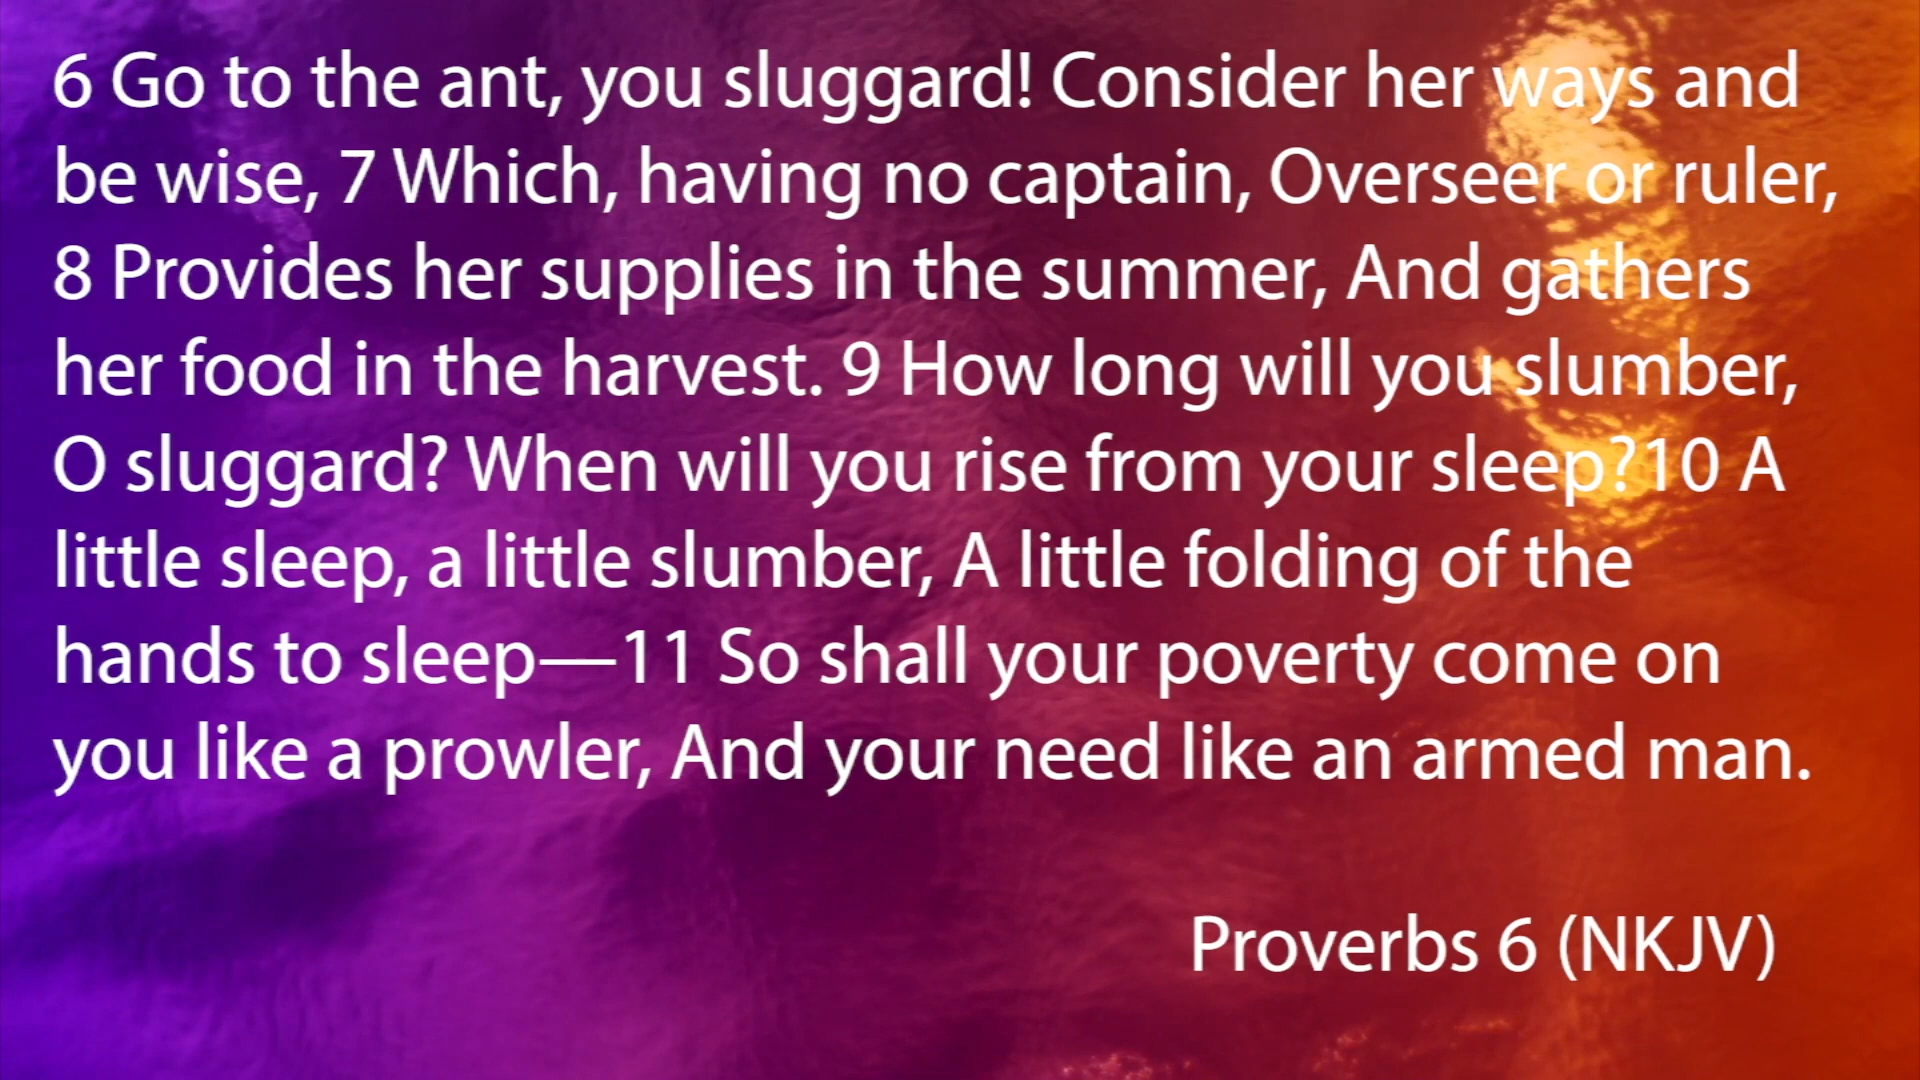 6 Go to the ant, you sluggard! Consider her ways and
be wise, 7 Which, having no captain, Overseer or ruler,
8 Provides her supplies in the summer, And gathers
her food in the harvest. 9 How long will you slumber,
O sluggard? When will you rise from your sleep?10 A
little sleep, a little slumber, A little folding of the
hands to sleep—11 So shall your poverty come on
you like a prowler, And your need like an armed man.
Proverbs 6 (NKJV)